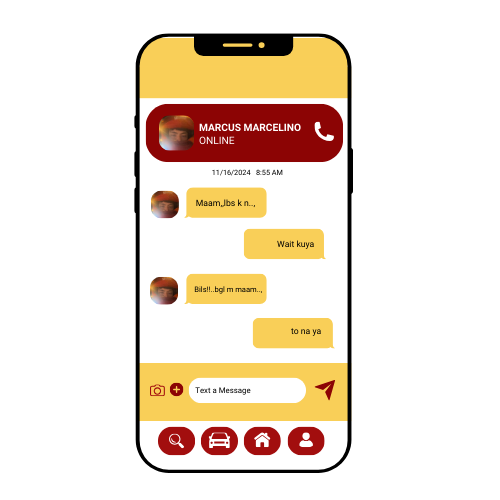 MARCUS MARCELINO
ONLINE
11/16/2024 8:55 AM
Maam,,lbs k n..,
Wait kuya
Bils!!..bgl m maam..,
to na ya
Text a Message